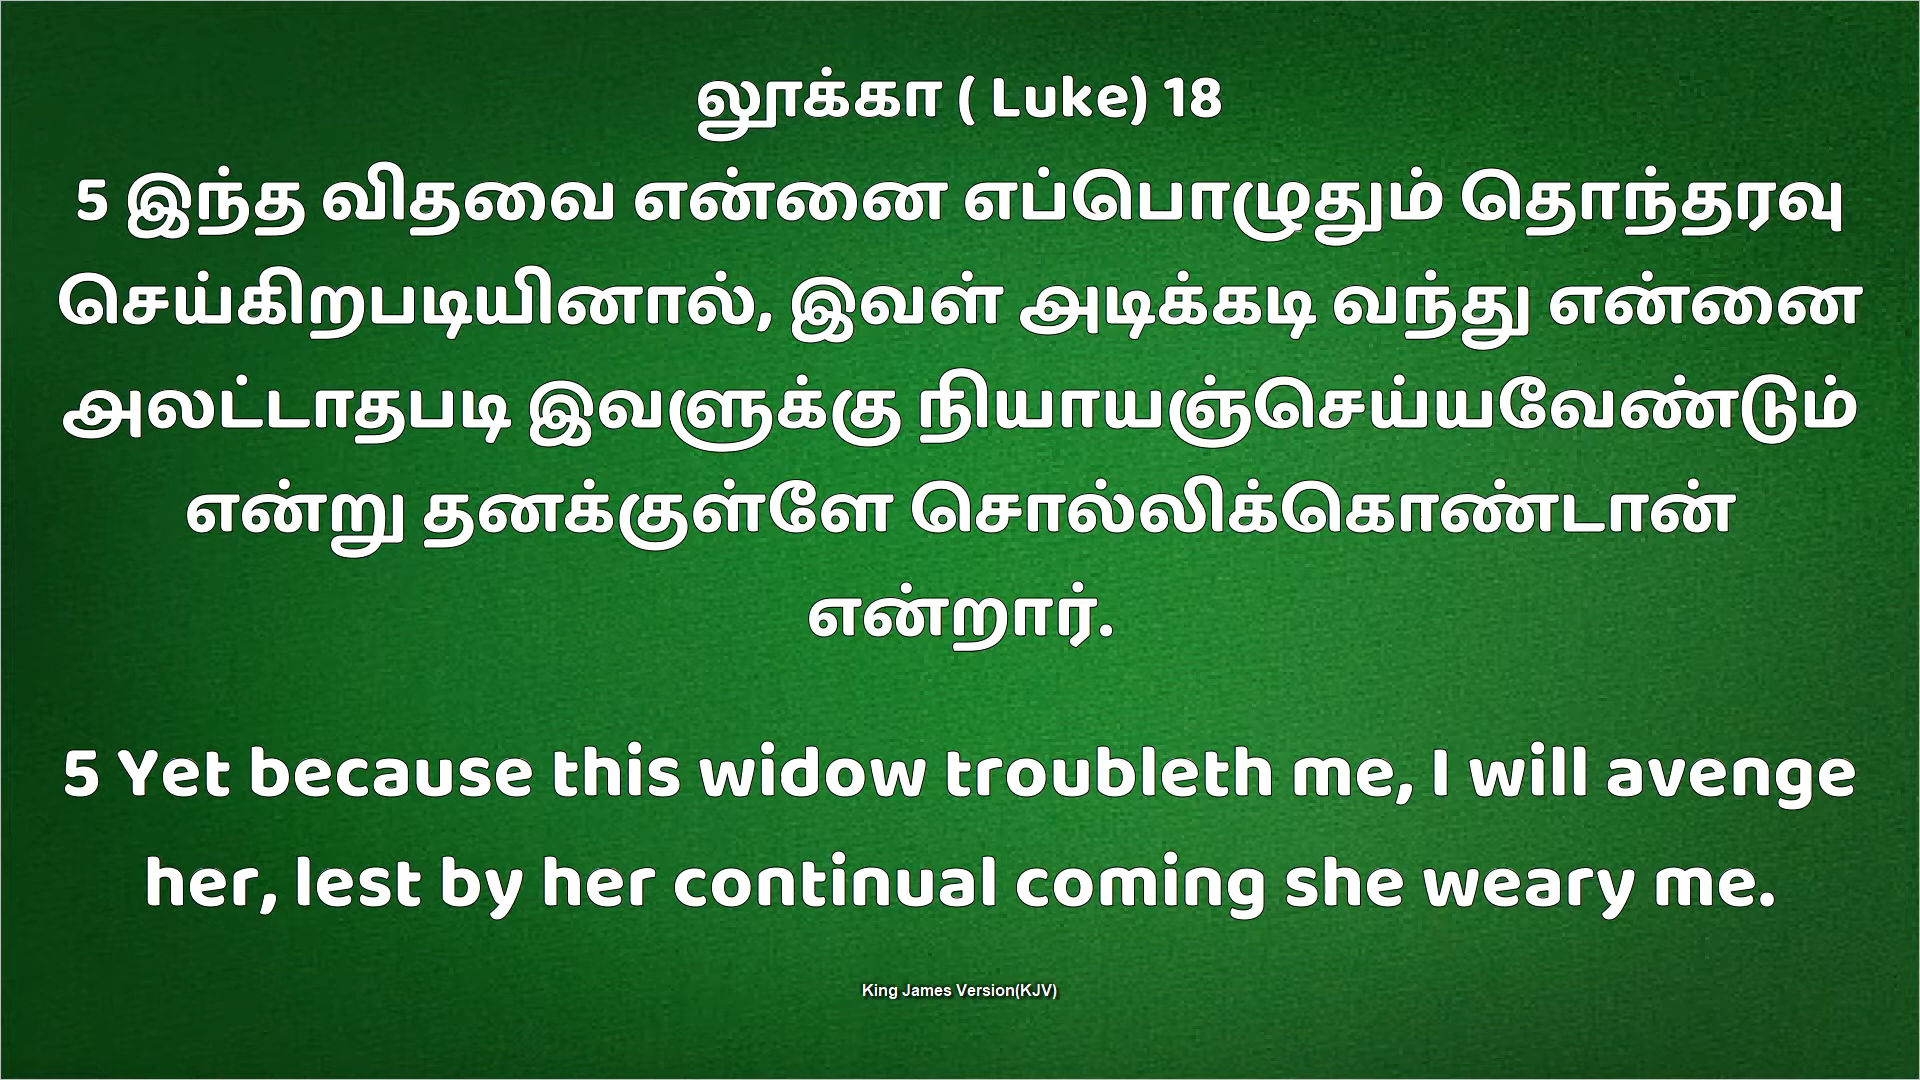 லூக்கா ( Luke) 18
5 இந்த விதவை என்னை எப்பொழுதும் தொந்தரவு
செய்கிறபடியினால், இவள் அடிக்கடி வந்து என்னை
அலட்டாதபடி இவளுக்கு நியாயஞ்செய்யவேண்டும்
என்று தனக்குள்ளே சொல்லிக்கொண்டான்
என்றார்.
5 Yet because this widow troubleth me, I will avenge
her, lest by her continual coming she weary me.
King James Version(KJV)